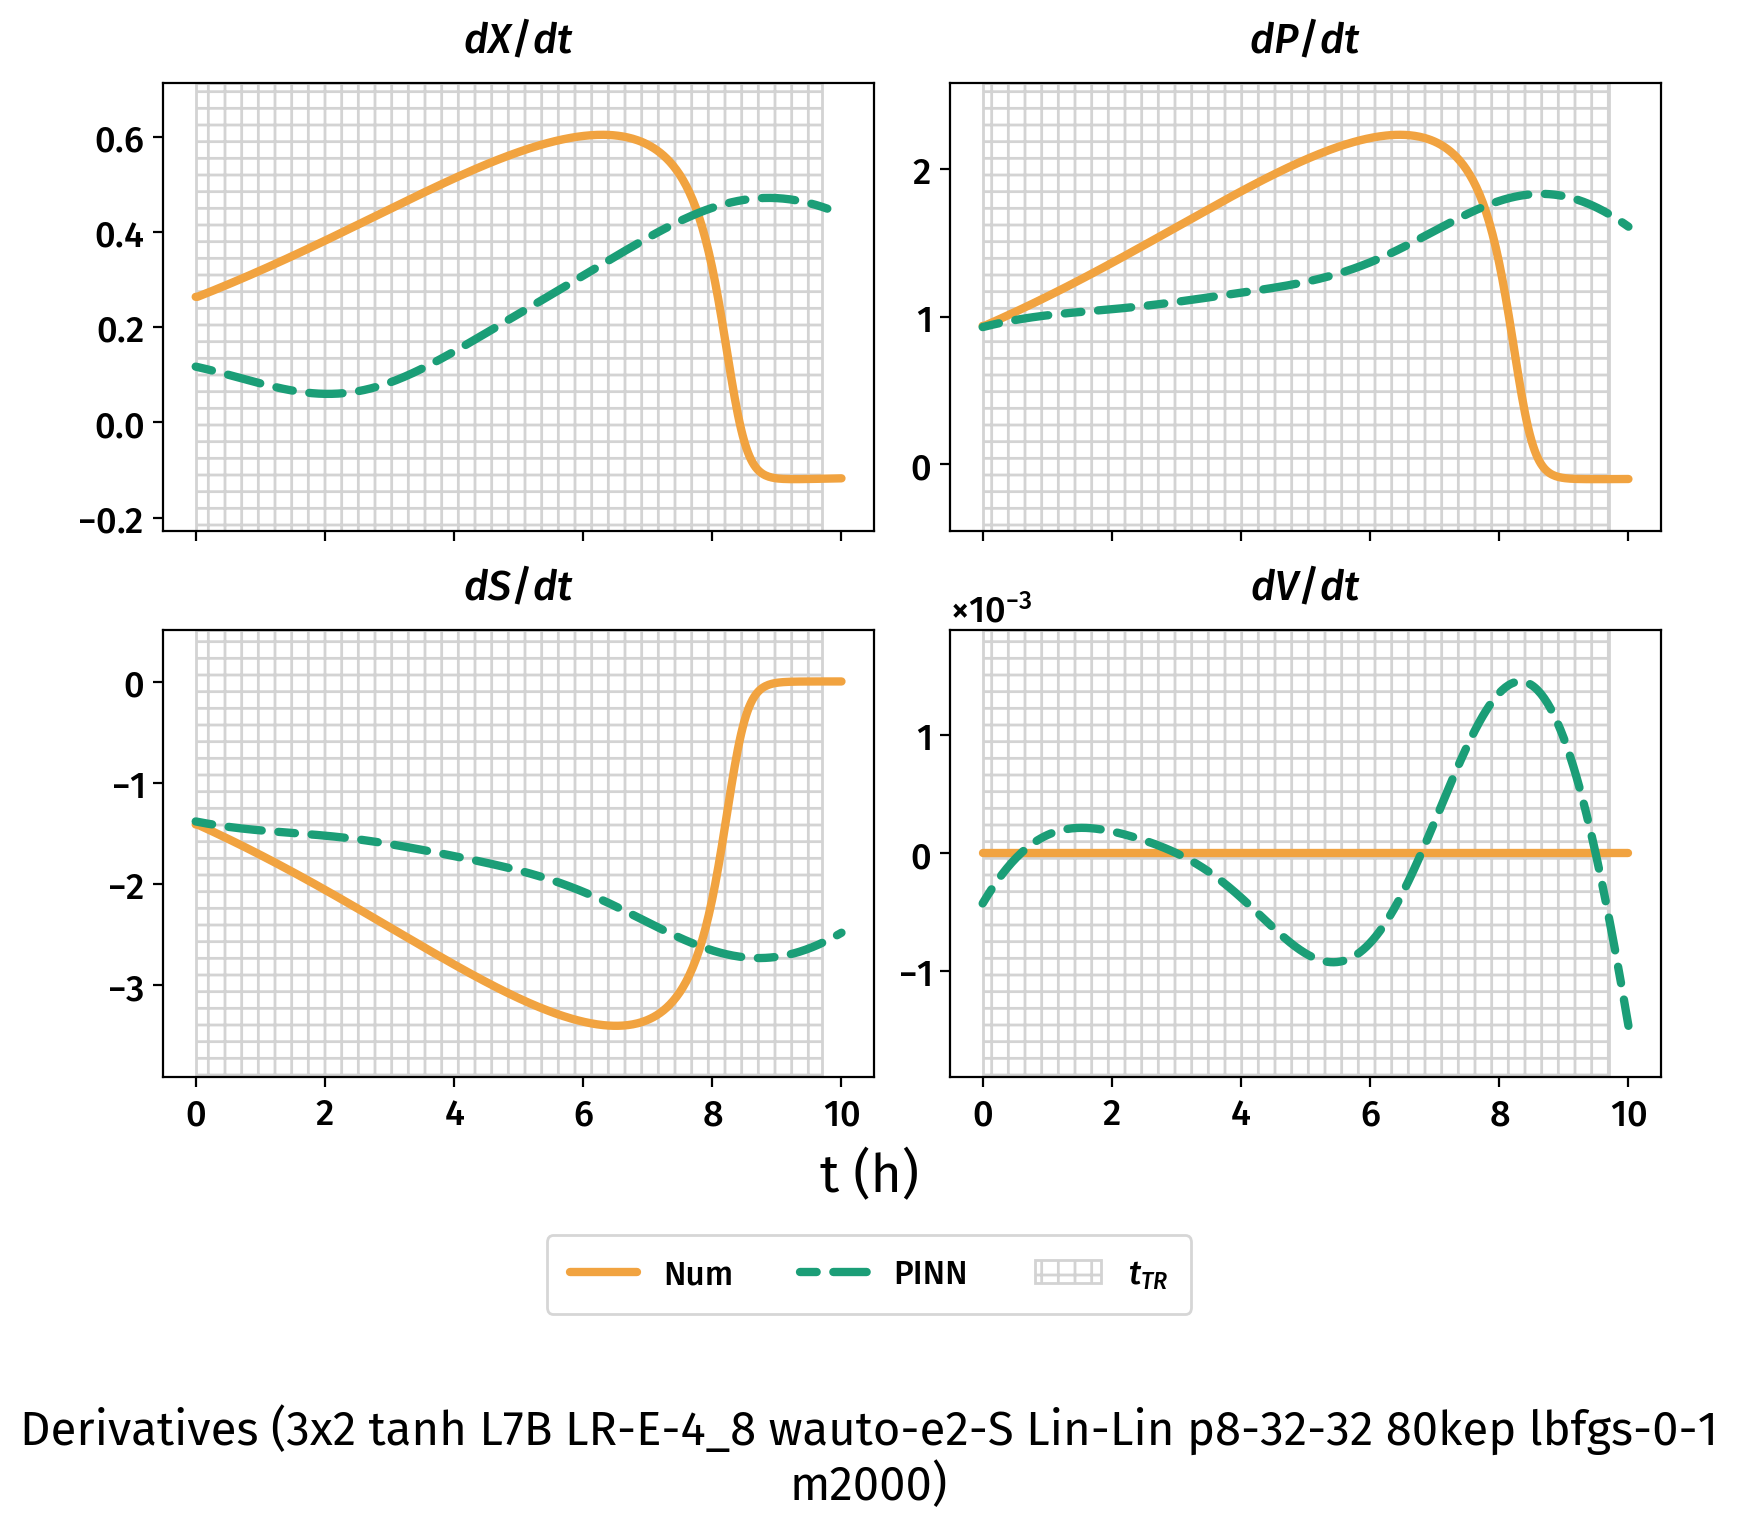 dX/dt
dP/dt
0.6
0.4
0.2
0.0
−0.2
2
1
0
dS/dt
dV/dt
×10⁻³
0
−1
−2
−3
1
0
−1
0 2 4 6 8 10
0 2 4 6 8 10
t (h)
Num PINN t_TR
Derivatives (3x2 tanh L7B LR-E-4_8 wauto-e2-S Lin-Lin p8-32-32 80kep lbfgs-0-1
m2000)